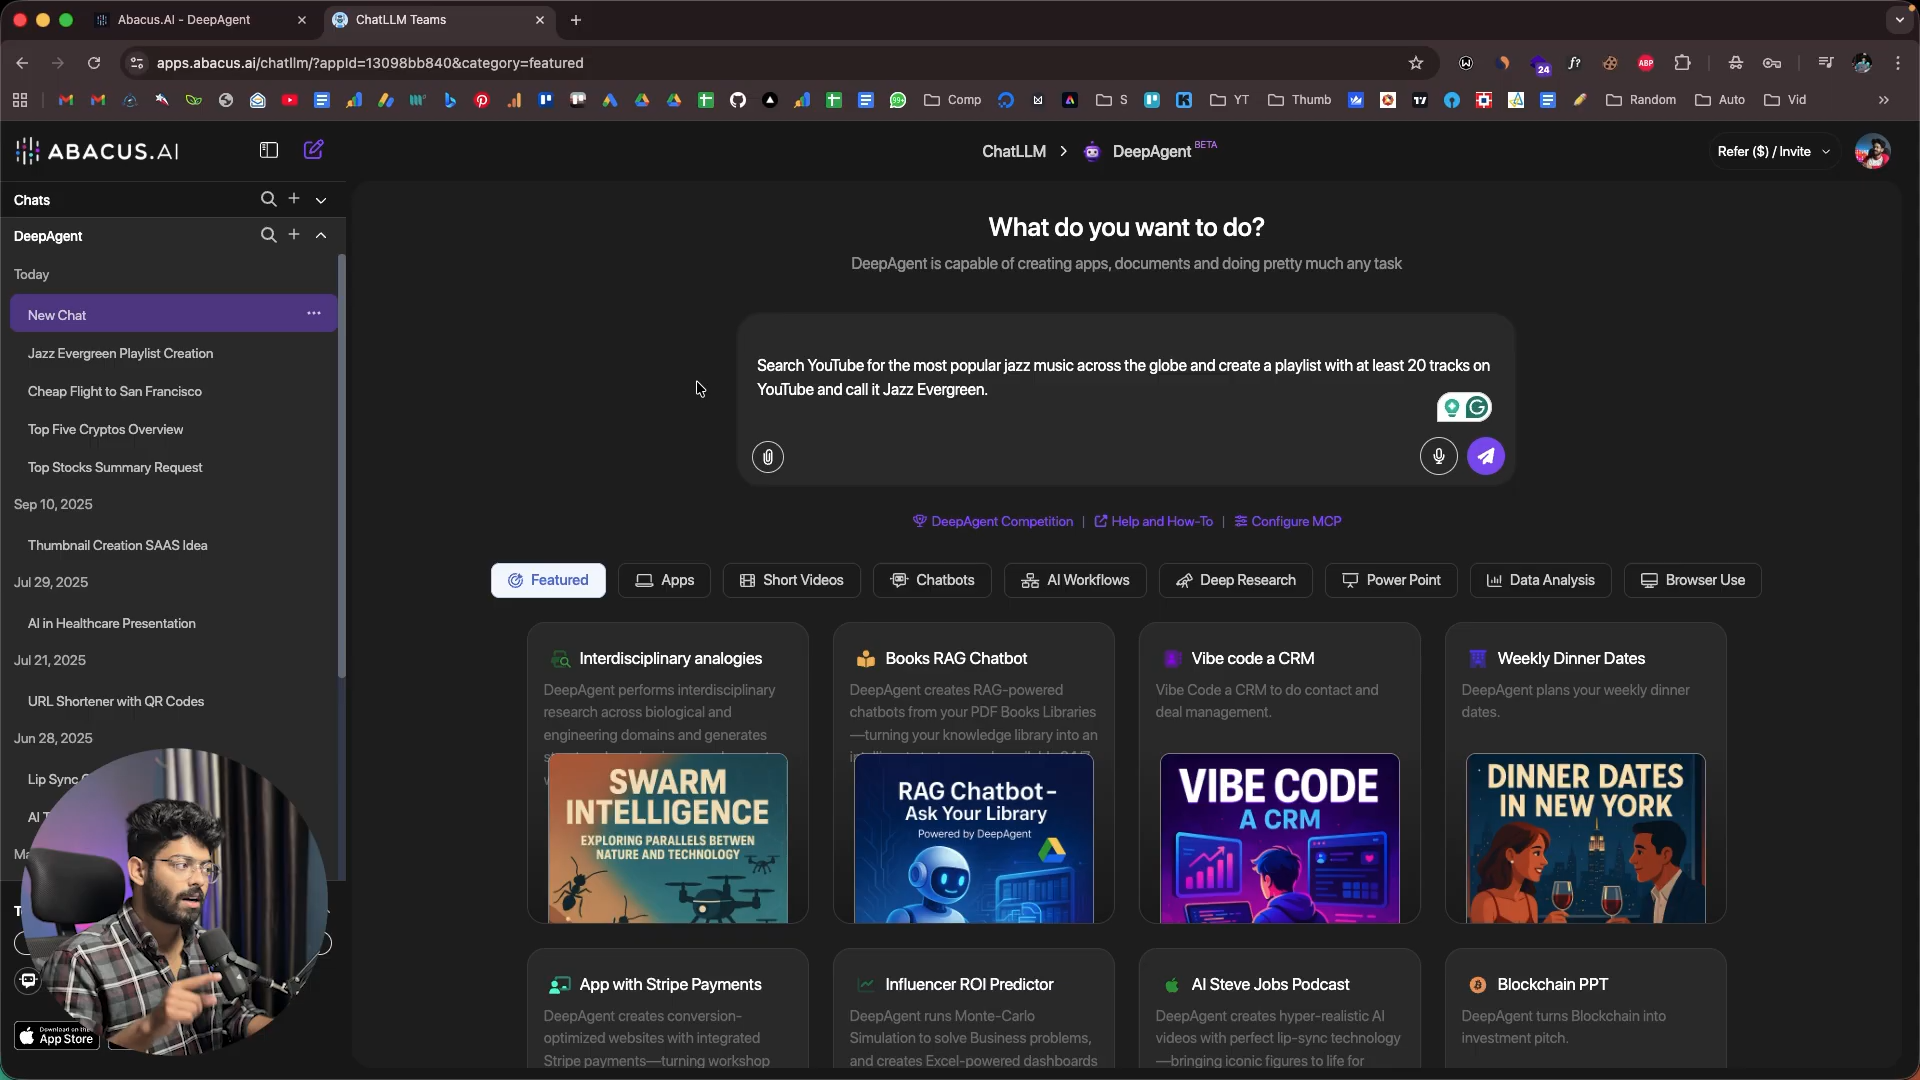 Abacus.AI - DeepAgent
ChatLLM Teams
apps.abacus.ai/chatllm/?appId=13098bb840&category=featured
24
ABP
Comp
S
YT
Thumb
Random
Auto
Vid
99+
ABACUS.AI
ChatLLM
DeepAgent BETA
Refer ($) / Invite
Chats
DeepAgent
Today
New Chat
Jazz Evergreen Playlist Creation
Cheap Flight to San Francisco
Top Five Cryptos Overview
Top Stocks Summary Request
Sep 10, 2025
Thumbnail Creation SAAS Idea
Jul 29, 2025
AI in Healthcare Presentation
Jul 21, 2025
URL Shortener with QR Codes
Jun 28, 2025
Lip Sync
AI
Download on the
App Store
What do you want to do?
DeepAgent is capable of creating apps, documents and doing pretty much any task
Search YouTube for the most popular jazz music across the globe and create a playlist with at least 20 tracks on
YouTube and call it Jazz Evergreen.
DeepAgent Competition | Help and How-To | Configure MCP
Featured
Apps
Short Videos
Chatbots
AI Workflows
Deep Research
Power Point
Data Analysis
Browser Use
Interdisciplinary analogies
DeepAgent performs interdisciplinary
research across biological and
engineering domains and generates
SWARM
INTELLIGENCE
EXPLORING PARALLELS BETWEN
NATURE AND TECHNOLOGY
Books RAG Chatbot
DeepAgent creates RAG-powered
chatbots from your PDF Books Libraries
—turning your knowledge library into an
RAG Chatbot-
Ask Your Library
Powered by DeepAgent
Vibe code a CRM
Vibe Code a CRM to do contact and
deal management.
VIBE CODE
A CRM
Weekly Dinner Dates
DeepAgent plans your weekly dinner
dates.
DINNER DATES
IN NEW YORK
App with Stripe Payments
DeepAgent creates conversion-
optimized websites with integrated
Stripe payments—turning workshop
Influencer ROI Predictor
DeepAgent runs Monte-Carlo
Simulation to solve Business problems,
and creates Excel-powered dashboards
AI Steve Jobs Podcast
DeepAgent creates hyper-realistic AI
videos with perfect lip-sync technology
—bringing iconic figures to life for
Blockchain PPT
DeepAgent turns Blockchain into
investment pitch.